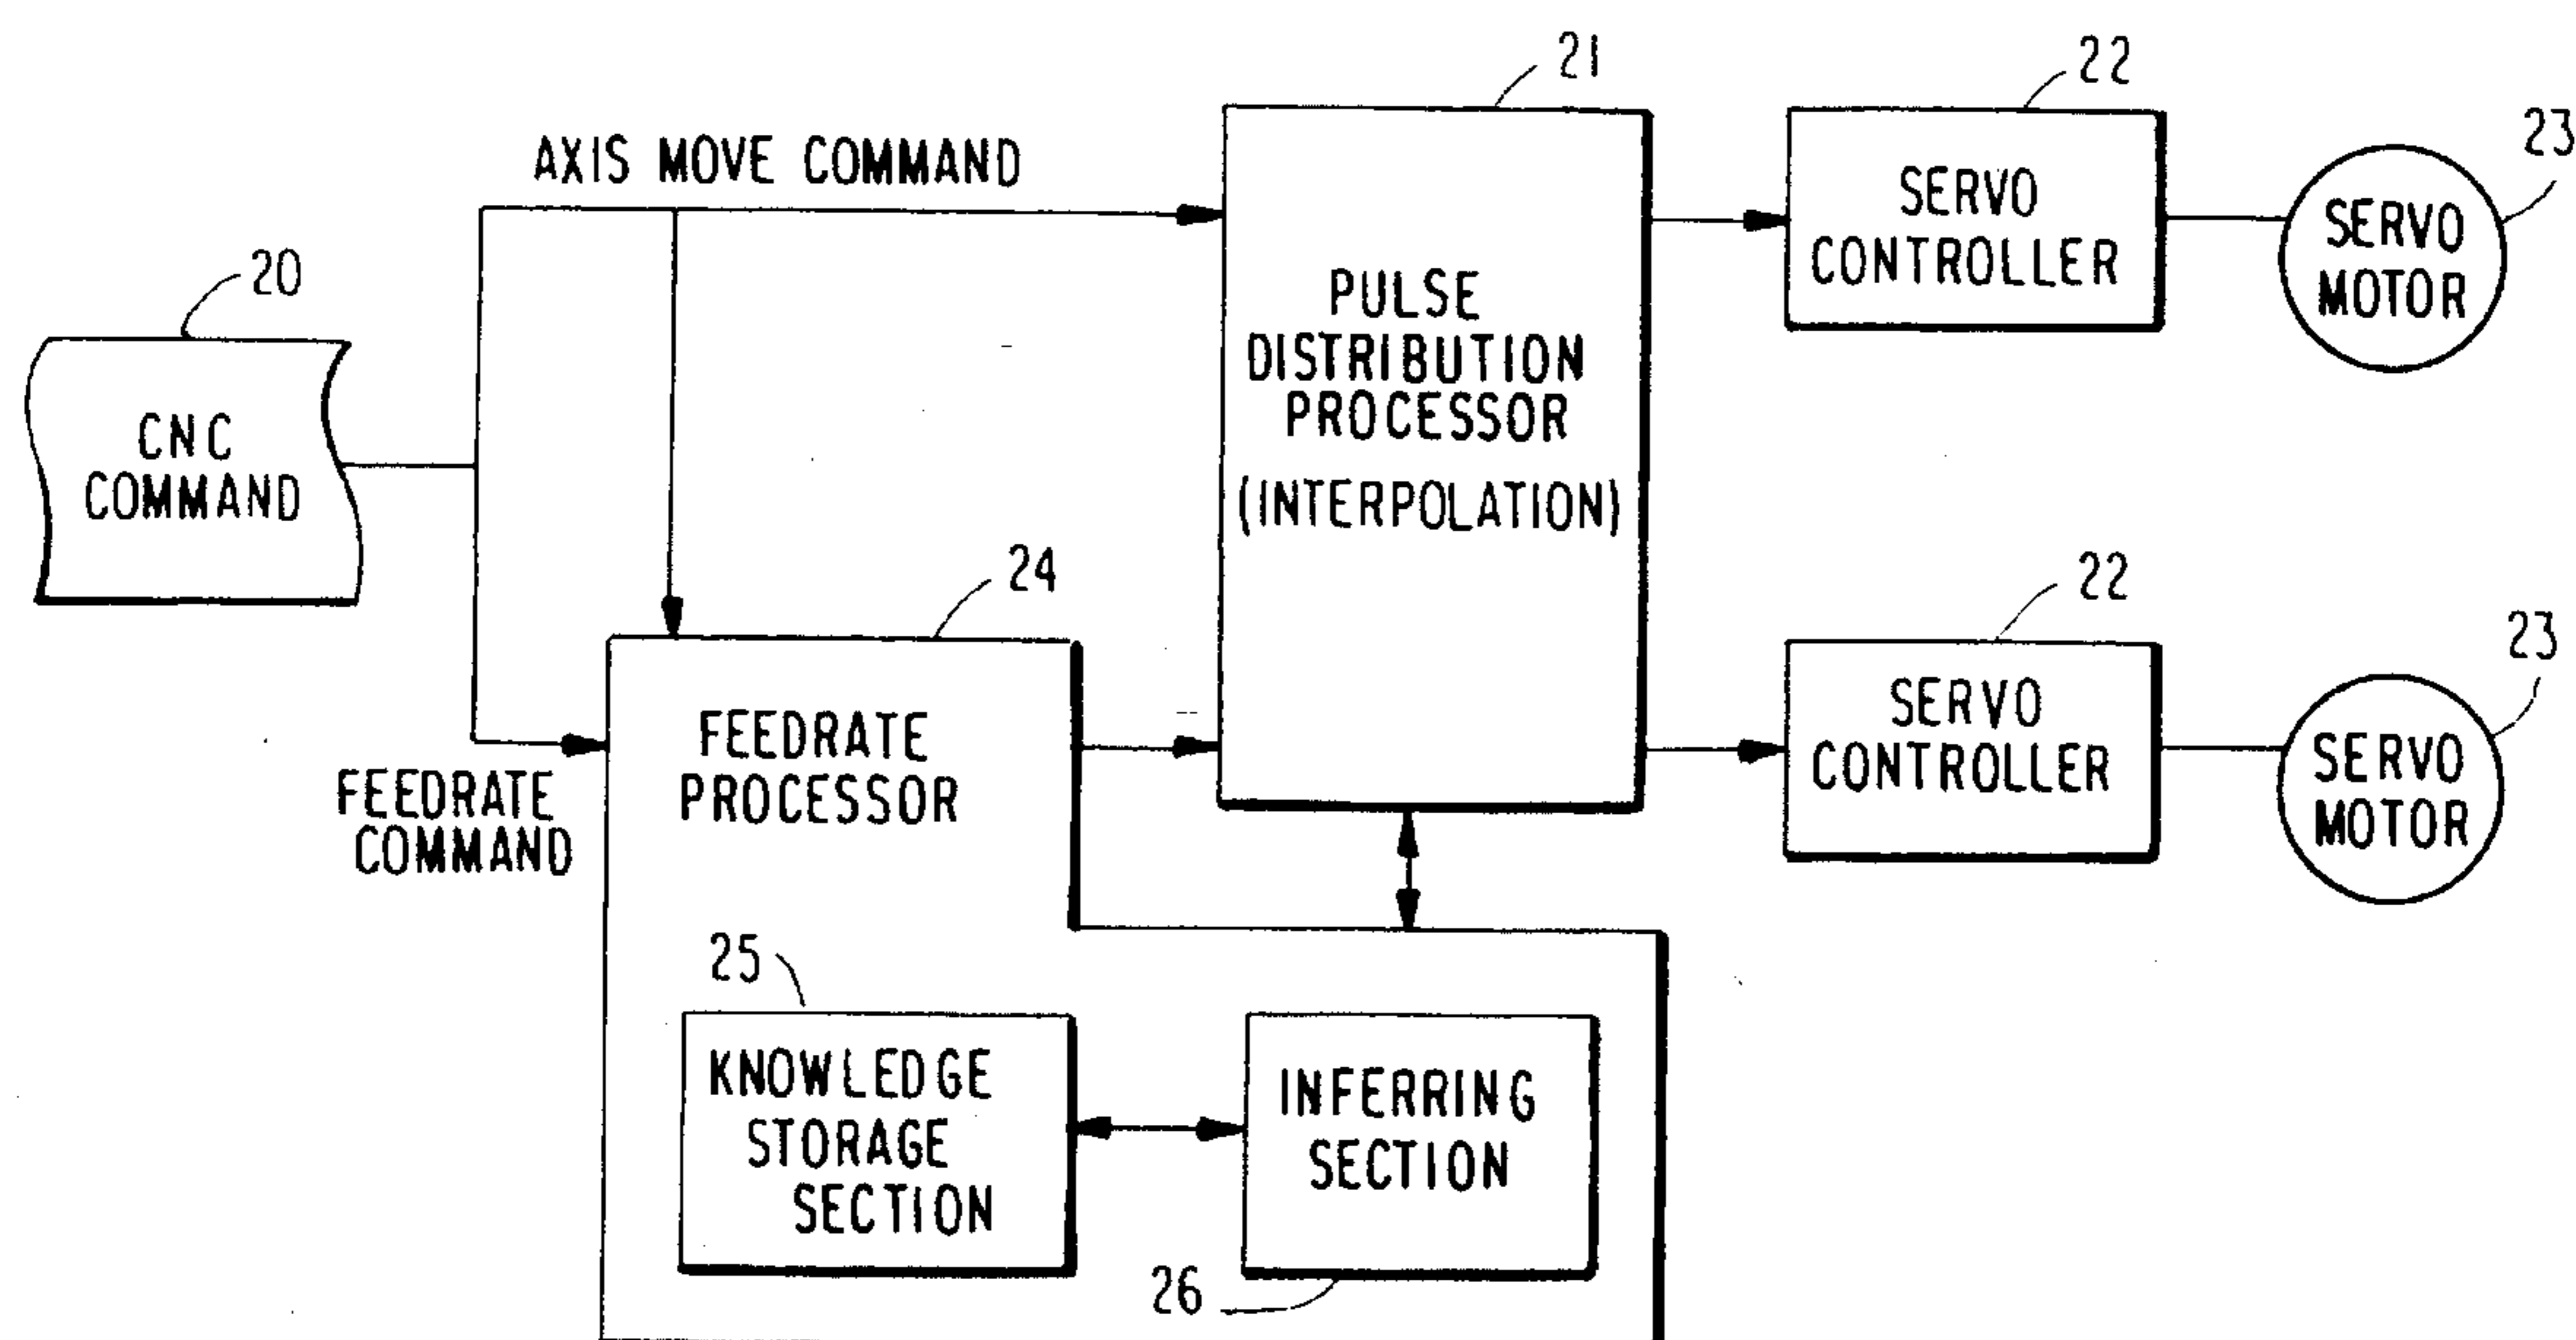 21
22
23
AXIS MOVE COMMAND
SERVO
CONTROLLER
SERVO
MOTOR
20
PULSE
DISTRIBUTION
PROCESSOR
(INTERPOLATION)
CNC
COMMAND
24
22
23
FEEDRATE
PROCESSOR
SERVO
CONTROLLER
SERVO
MOTOR
FEEDRATE
COMMAND
25
KNOWLEDGE
STORAGE
SECTION
INFERRING
SECTION
26